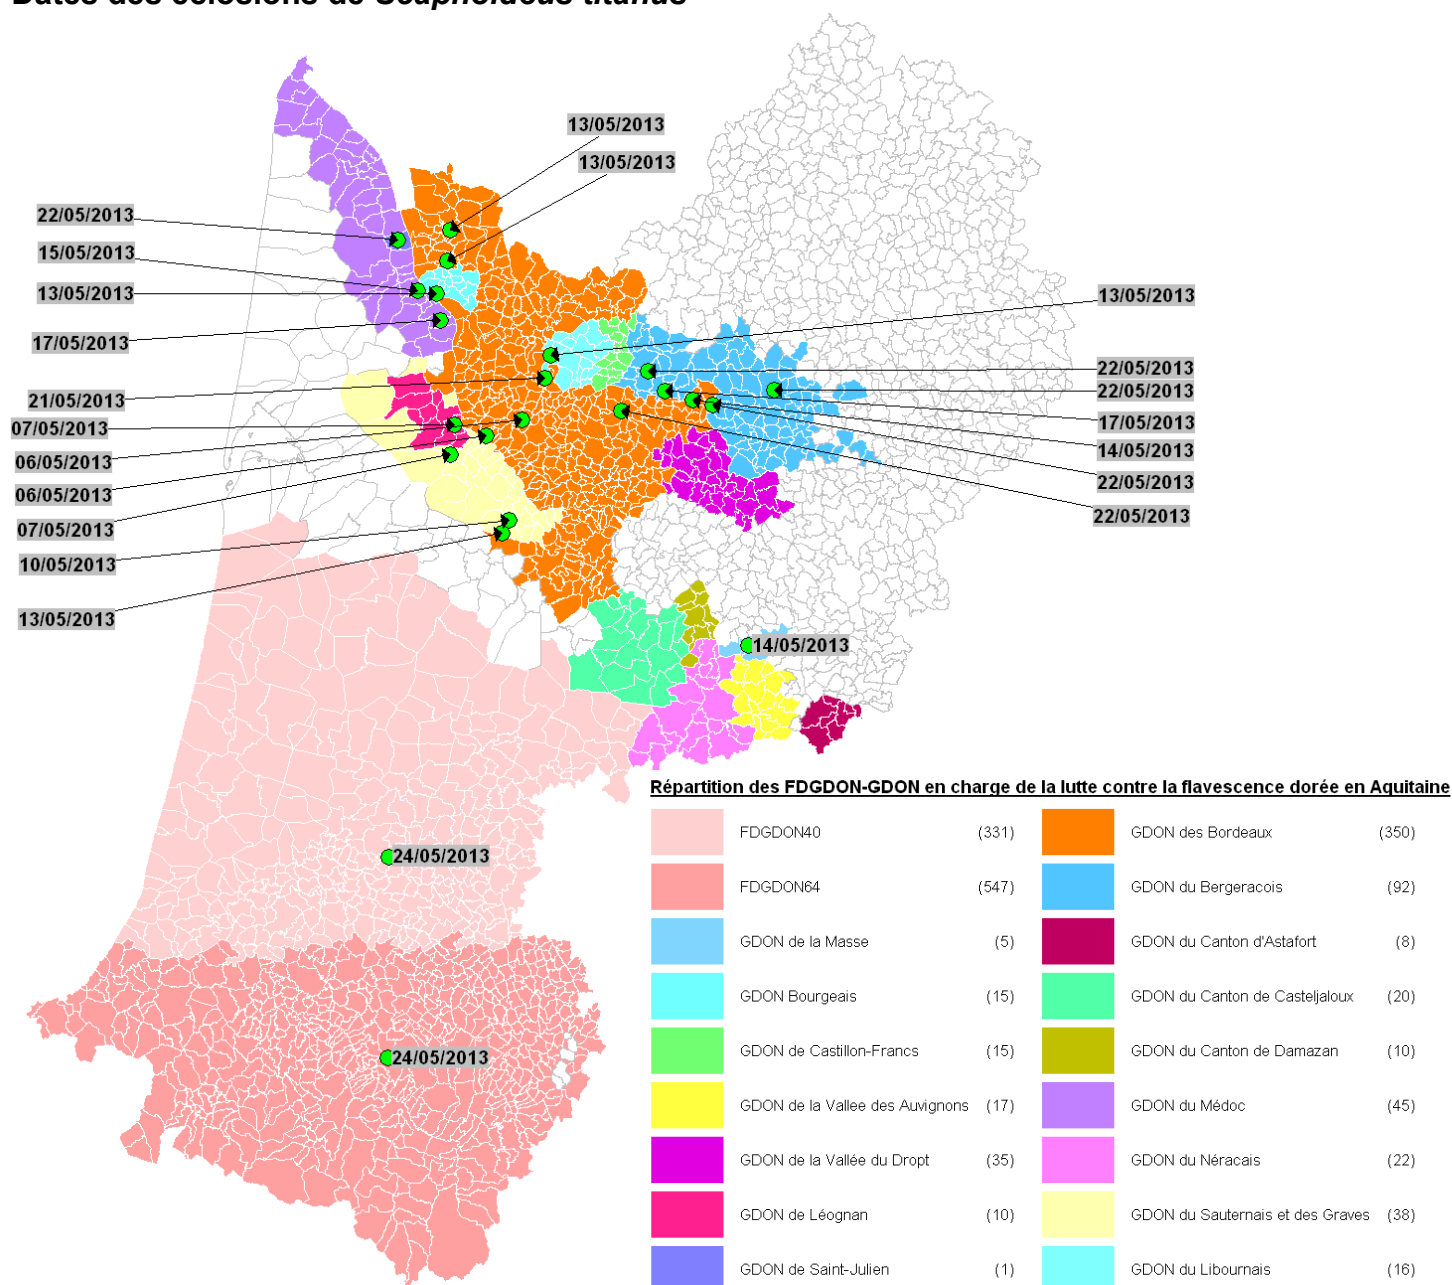 Dates des éclosions de Scaphoideus titanus
13/05/2013
13/05/2013
22/05/2013
15/05/2013
13/05/2013
17/05/2013
21/05/2013
07/05/2013
06/05/2013
06/05/2013
07/05/2013
10/05/2013
13/05/2013
13/05/2013
22/05/2013
22/05/2013
17/05/2013
14/05/2013
22/05/2013
22/05/2013
14/05/2013
24/05/2013
24/05/2013
Répartition des FDGDON-GDON en charge de la lutte contre la flavescence dorée en Aquitaine
FDGDON40 (331)
FDGDON64 (547)
GDON de la Masse (5)
GDON Bourgeais (15)
GDON de Castillon-Francs (15)
GDON de la Vallee des Auvignons (17)
GDON de la Vallée du Dropt (35)
GDON de Léognan (10)
GDON de Saint-Julien (1)
GDON des Bordeaux (350)
GDON du Bergeracois (92)
GDON du Canton d'Astafort (8)
GDON du Canton de Casteljaloux (20)
GDON du Canton de Damazan (10)
GDON du Médoc (45)
GDON du Néracais (22)
GDON du Sauternais et des Graves (38)
GDON du Libournais (16)